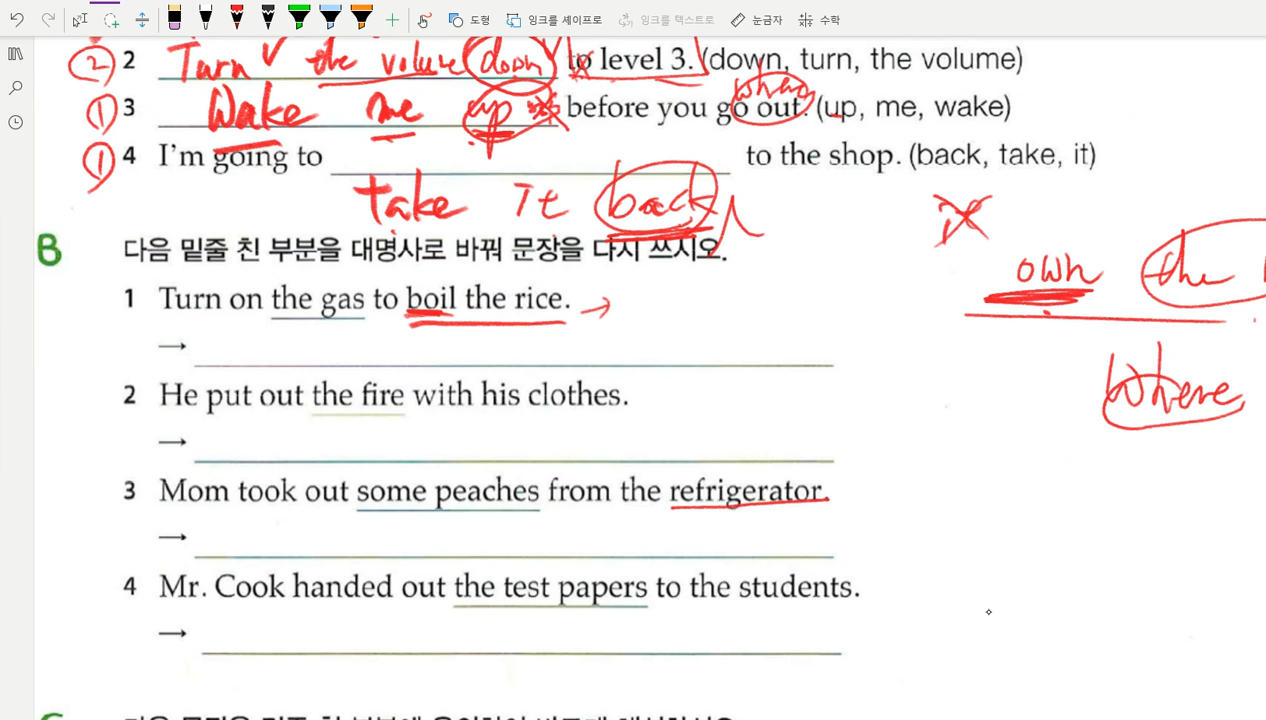 도형 잉크를 셰이프로 잉크를 텍스트로 눈금자 수학
② 2 Turn the volume down to level 3. (down, turn, the volume)
when
① 3 Wake me up before you go out. (up, me, wake)
① 4 I'm going to to the shop. (back, take, it)
take it back
B 다음 밑줄 친 부분을 대명사로 바꿔 문장을 다시 쓰시오.
own the
1 Turn on the gas to boil the rice. →
→
Where
2 He put out the fire with his clothes.
→
3 Mom took out some peaches from the refrigerator.
→
4 Mr. Cook handed out the test papers to the students.
→